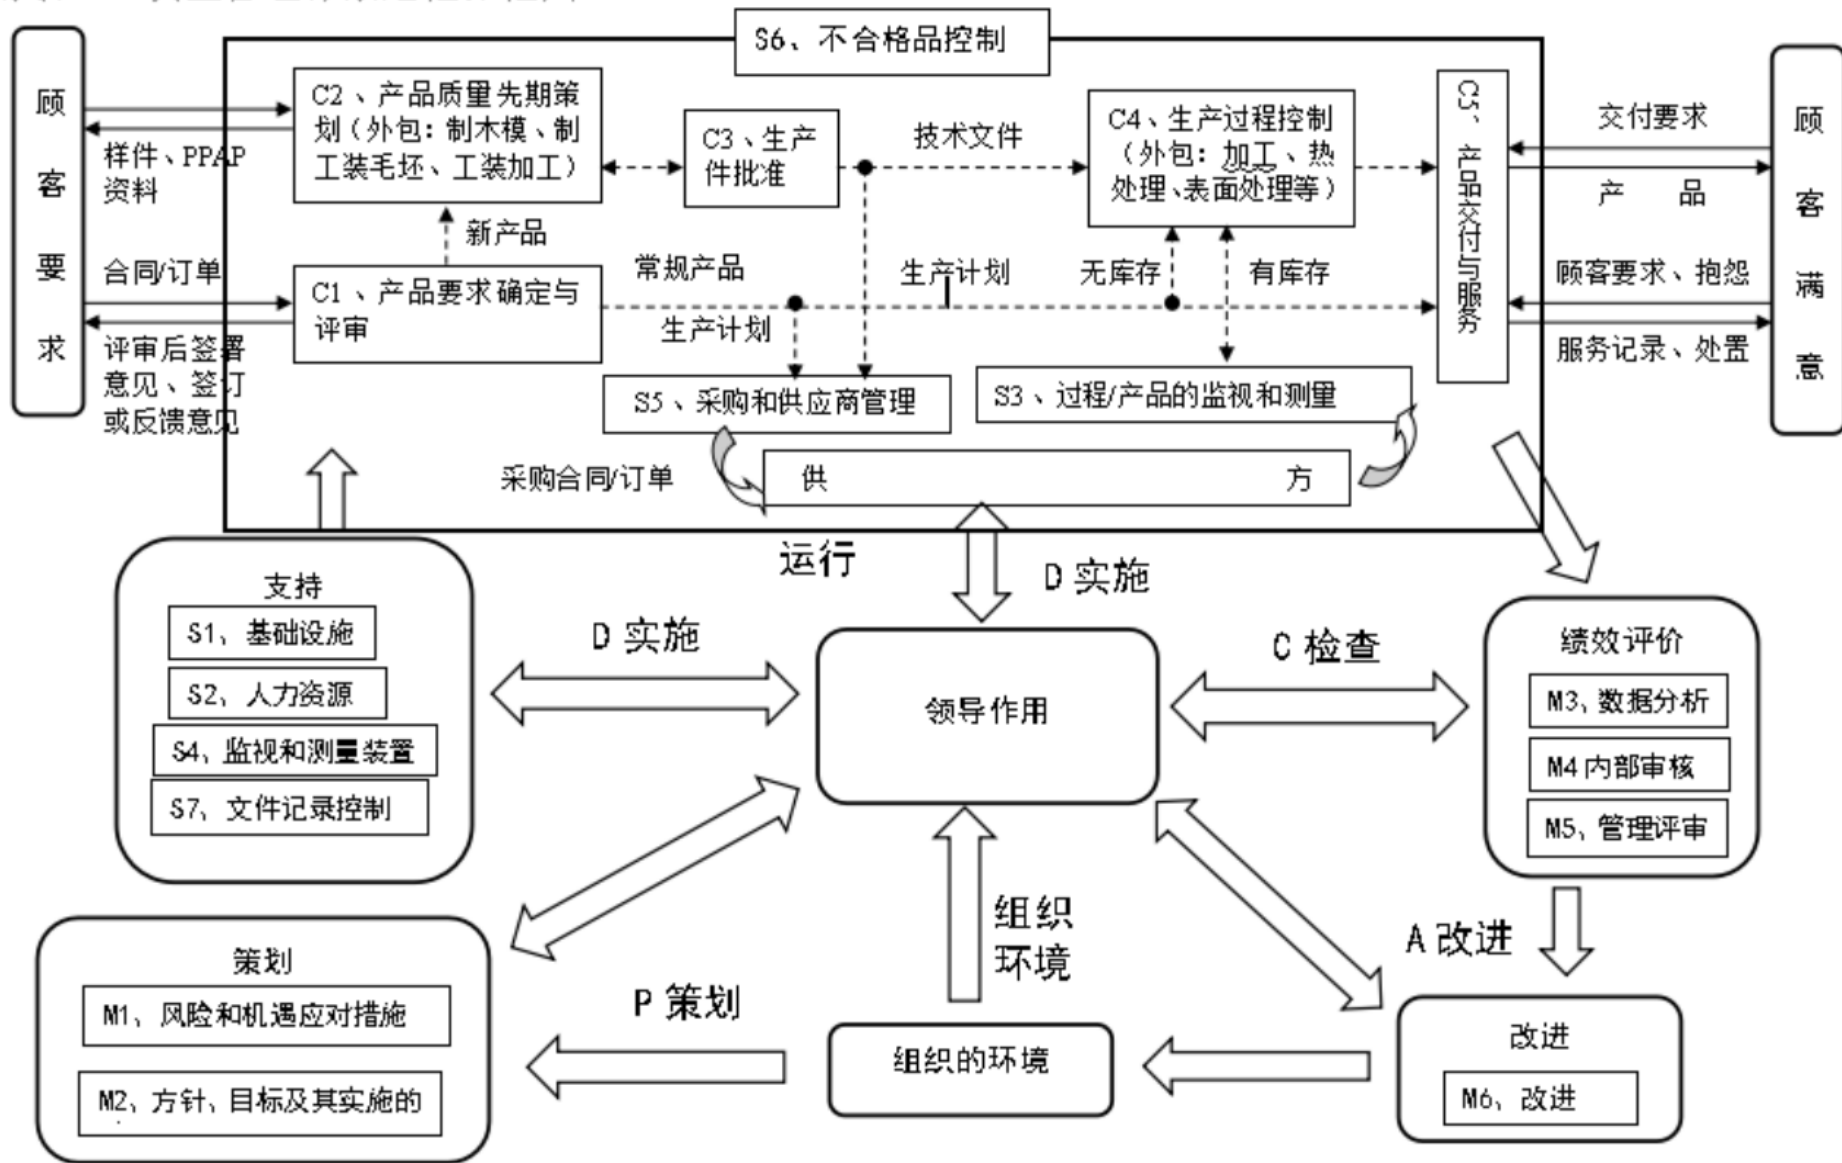 S6、不合格品控制
顾
客
要
求
C2、产品质量先期策
划(外包：制木模、制
工装毛坯、工装加工)
样件、PPAP
资料
C3、生产
件批准
技术文件
C4、生产过程控制
(外包：加工、热
处理、表面处理等)
C5、产品交付与服务
交付要求
产 品
顾
客
满
意
新产品
合同/订单
C1、产品要求确定与
评审
常规产品
生产计划
生产计划
无库存
有库存
顾客要求、抱怨
服务记录、处置
评审后签署
意见、签订
或反馈意见
S5、采购和供应商管理
S3、过程/产品的监视和测量
采购合同/订单
供 方
运行
D 实施
支持
S1、基础设施
S2、人力资源
S4、监视和测量装置
S7、文件记录控制
D 实施
领导作用
C 检查
绩效评价
M3、数据分析
M4内部审核
M5、管理评审
组织
环境
A 改进
策划
M1、风险和机遇应对措施
M2、方针、目标及其实施的
P 策划
组织的环境
改进
M6、改进